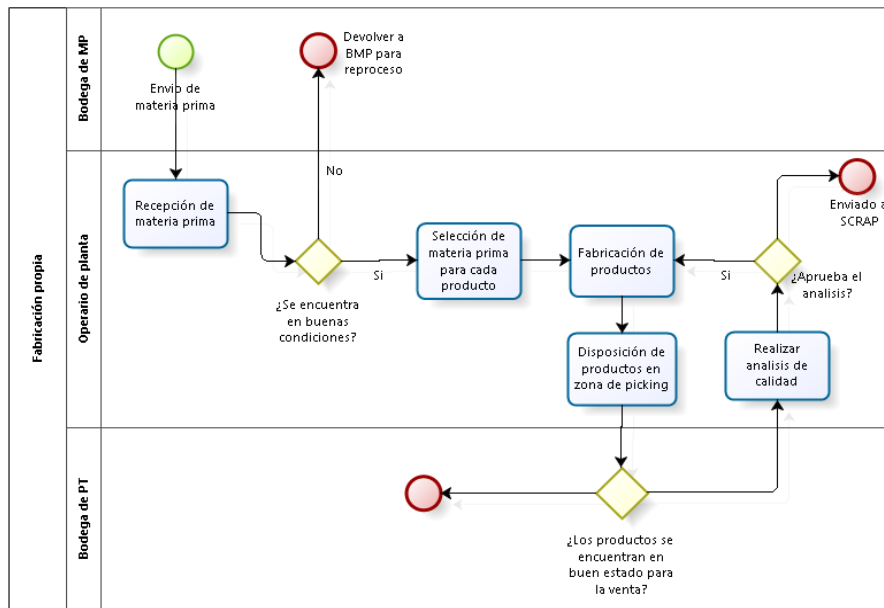 Fabricación propia
Bodega de MP
Envio de
materia prima
Devolver a
BMP para
reproceso
Operario de planta
Recepción de
materia prima
No
¿Se encuentra
en buenas
condiciones?
Si
Selección de
materia prima
para cada
producto
Fabricación de
productos
Si
¿Aprueba el
analisis?
Enviado a
SCRAP
Disposición de
productos en
zona de picking
Realizar
analisis de
calidad
Bodega de PT
¿Los productos se
encuentran en
buen estado para
la venta?